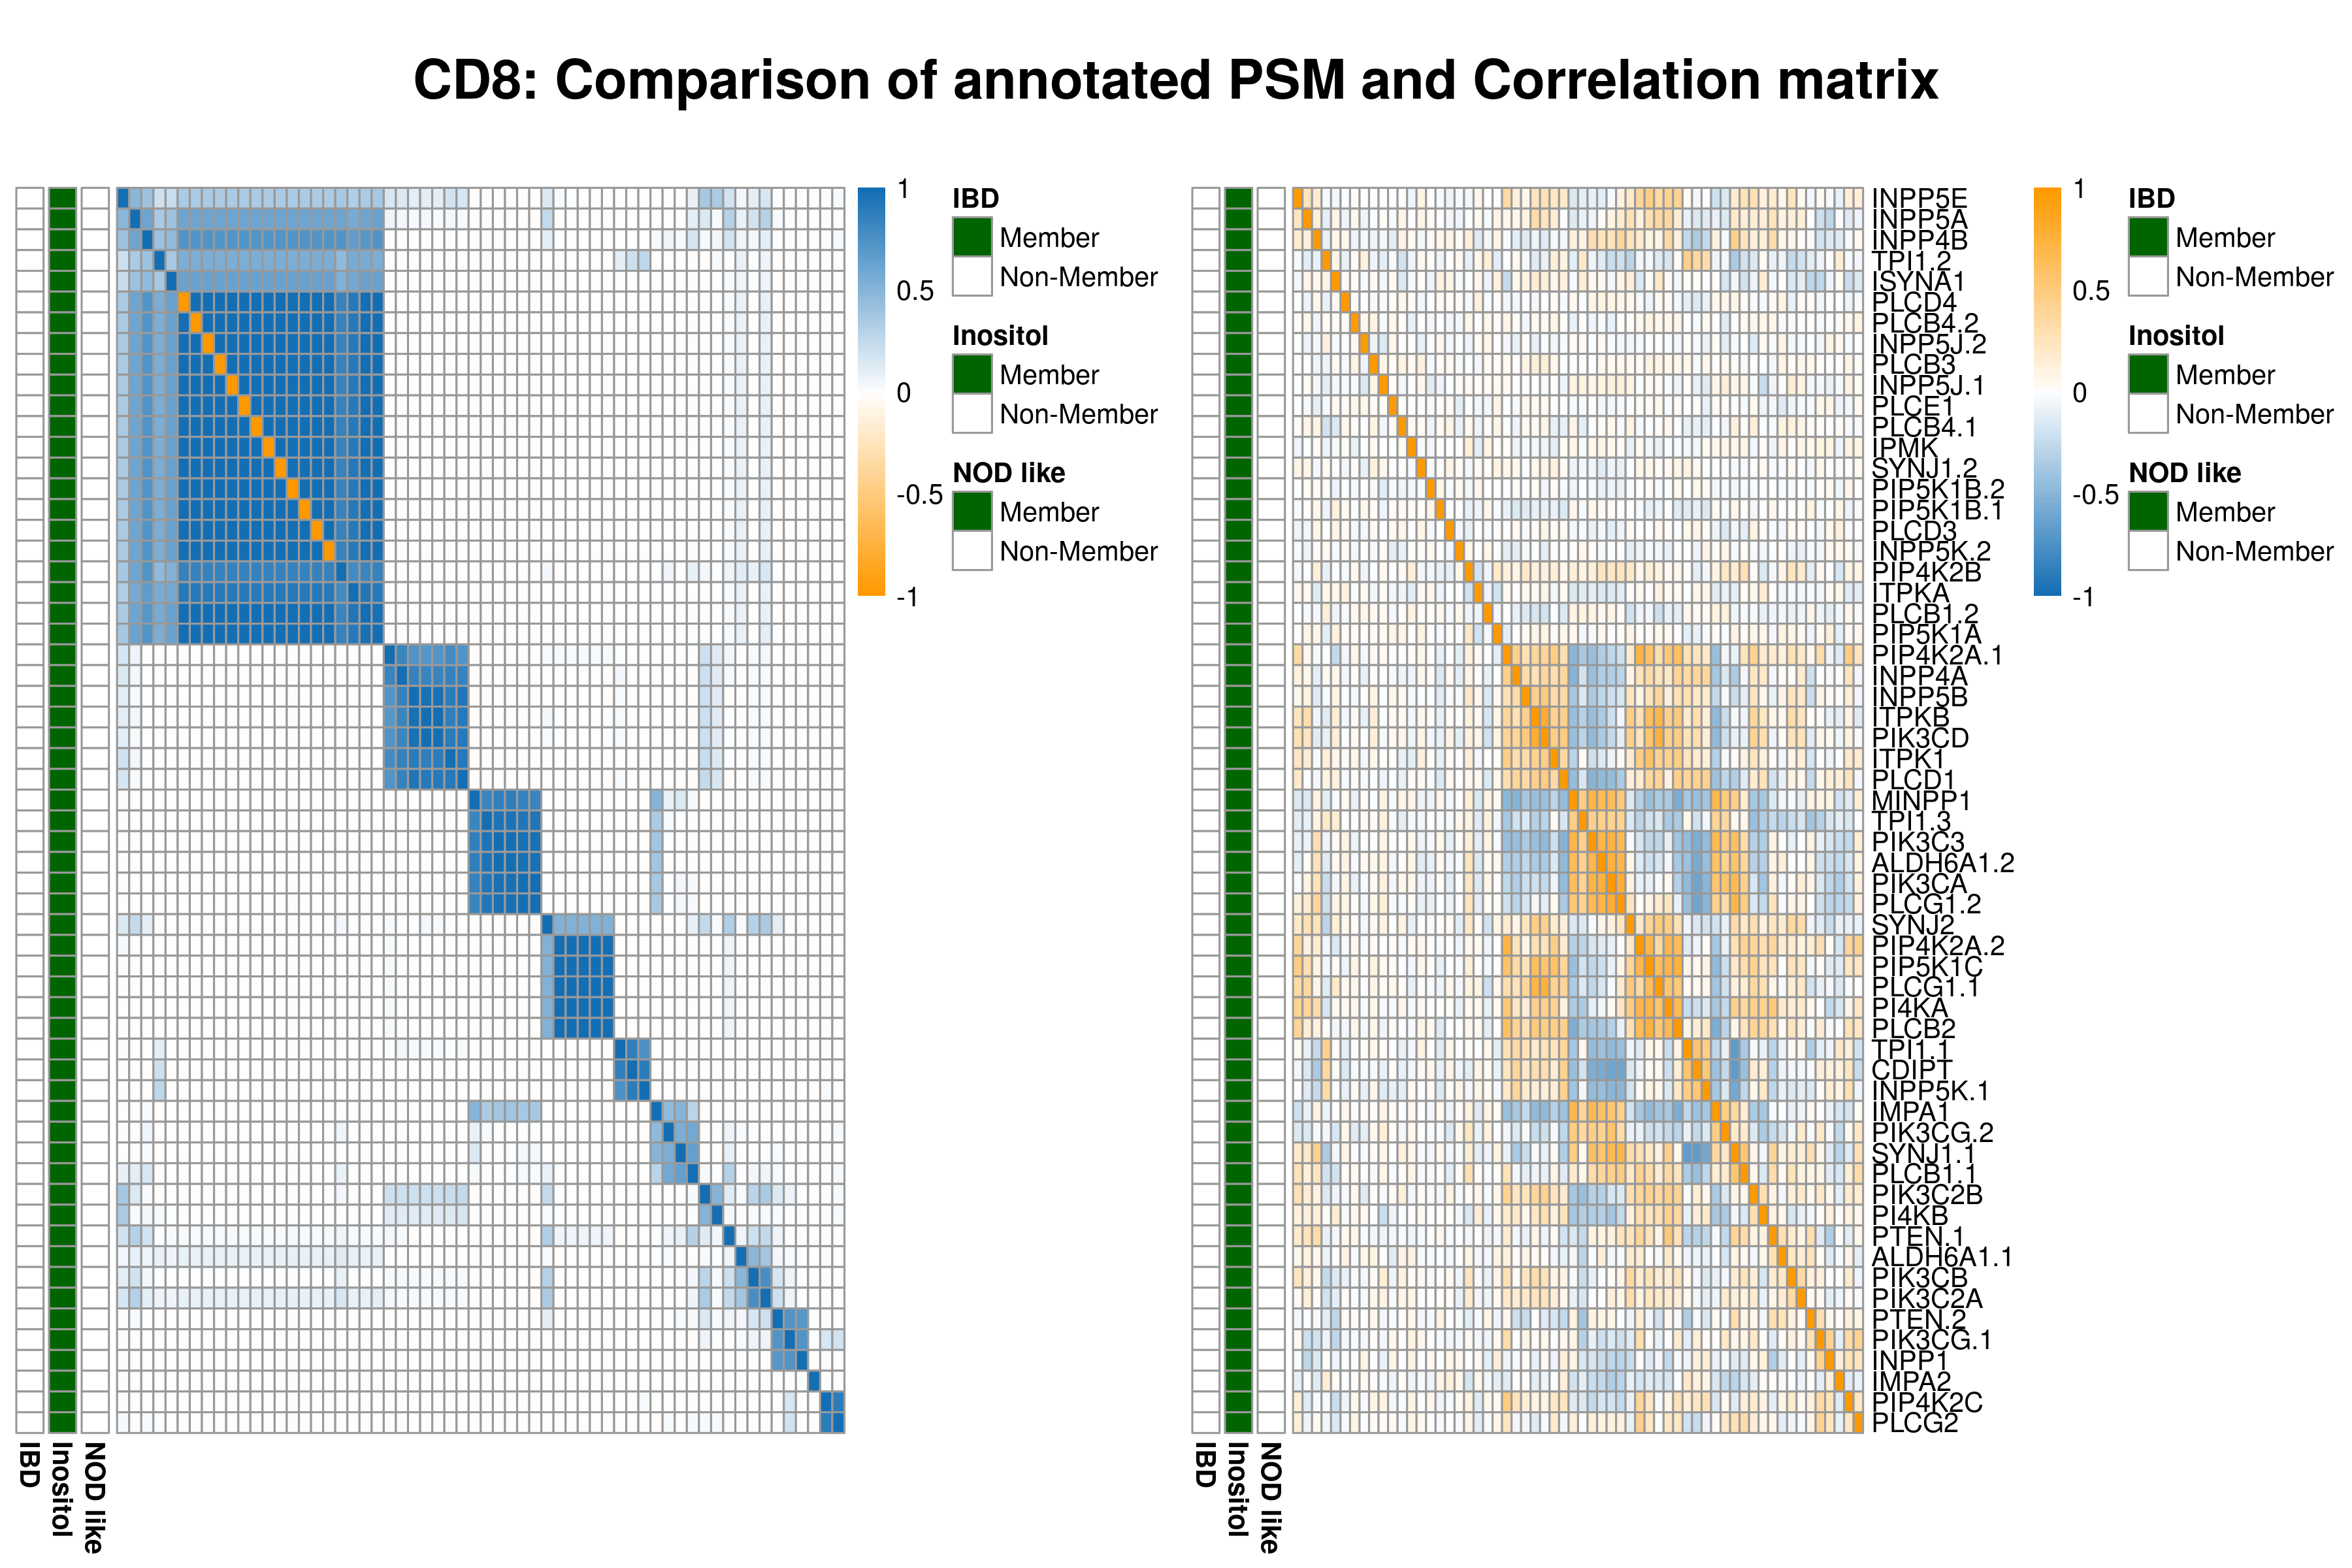 CD8: Comparison of annotated PSM and Correlation matrix
1
0.5
0
-0.5
-1
IBD
Member
Non-Member
Inositol
Member
Non-Member
NOD like
Member
Non-Member
IBD
Inositol
NOD like
INPP5E
INPP5A
INPP4B
TPI1.2
ISYNA1
PLCD4
PLCB4.2
INPP5J.2
PLCB3
INPP5J.1
PLCE1
PLCB4.1
IPMK
SYNJ1.2
PIP5K1B.2
PIP5K1B.1
PLCD3
INPP5K.2
PIP4K2B
ITPKA
PLCB1.2
PIP5K1A
PIP4K2A.1
INPP4A
INPP5B
ITPKB
PIK3CD
ITPK1
PLCD1
MINPP1
TPI1.3
PIK3C3
ALDH6A1.2
PIK3CA
PLCG1.2
SYNJ2
PIP4K2A.2
PIP5K1C
PLCG1.1
PI4KA
PLCB2
TPI1.1
CDIPT
INPP5K.1
IMPA1
PIK3CG.2
SYNJ1.1
PLCB1.1
PIK3C2B
PI4KB
PTEN.1
ALDH6A1.1
PIK3CB
PIK3C2A
PTEN.2
PIK3CG.1
INPP1
IMPA2
PIP4K2C
PLCG2
1
0.5
0
-0.5
-1
IBD
Member
Non-Member
Inositol
Member
Non-Member
NOD like
Member
Non-Member
IBD
Inositol
NOD like